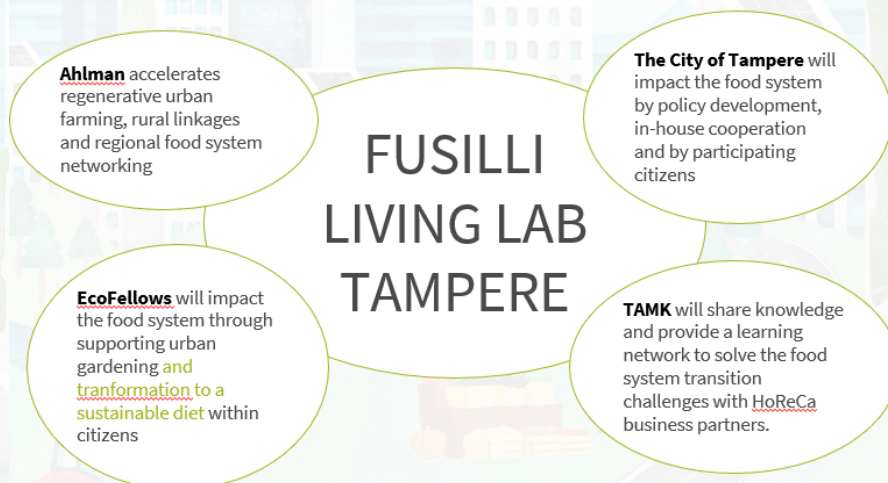 Ahlman accelerates
regenerative urban
farming, rural linkages
and regional food system
networking
The City of Tampere will
impact the food system
by policy development,
in-house cooperation
and by participating
citizens
FUSILLI
LIVING LAB
TAMPERE
EcoFellows will impact
the food system through
supporting urban
gardening and
tranformation to a
sustainable diet within
citizens
TAMK will share knowledge
and provide a learning
network to solve the food
system transition
challenges with HoReCa
business partners.